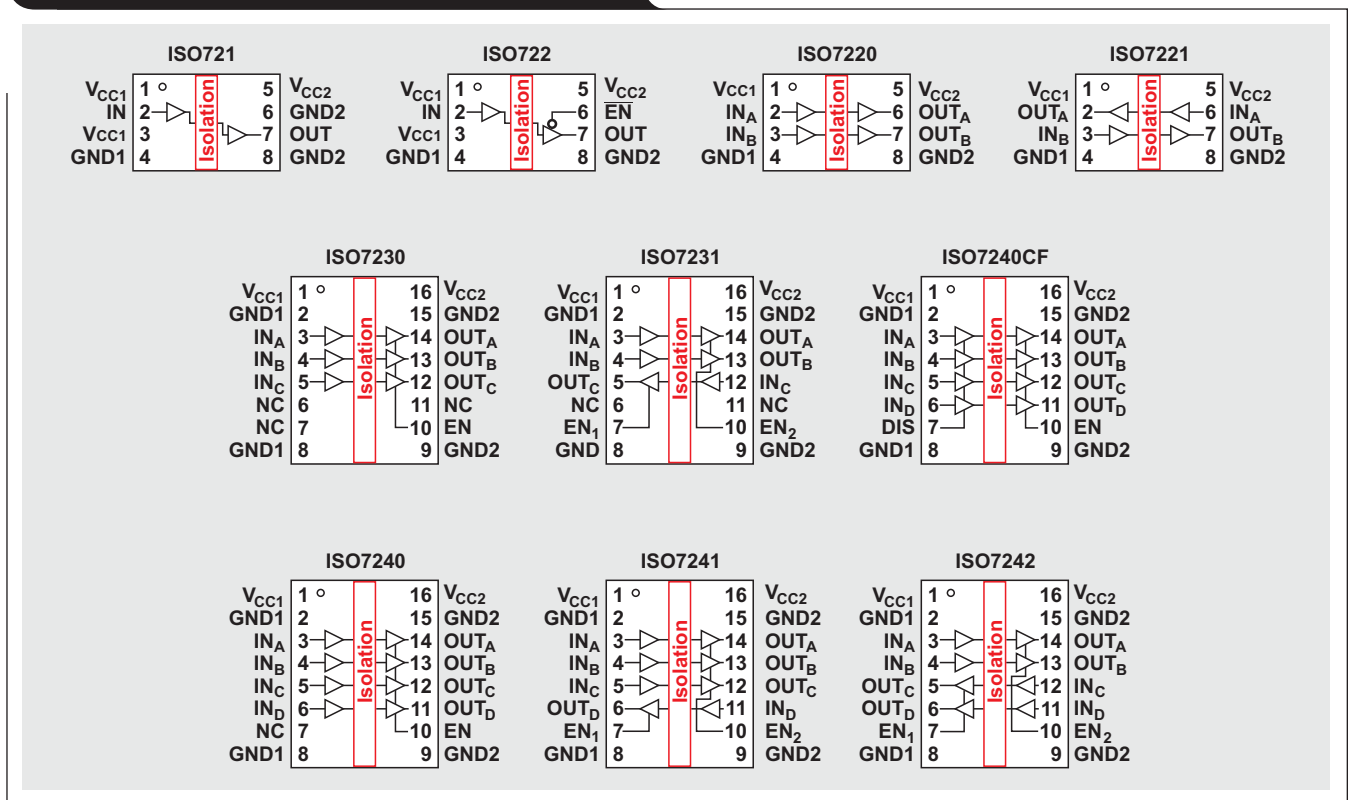 ISO721
VCC1 1 5 VCC2
IN 2 6 GND2
VCC1 3 7 OUT
GND1 4 8 GND2
Isolation
ISO722
VCC1 1 5 VCC2
IN 2 6 EN
VCC1 3 7 OUT
GND1 4 8 GND2
Isolation
ISO7220
VCC1 1 5 VCC2
INA 2 6 OUTA
INB 3 7 OUTB
GND1 4 8 GND2
Isolation
ISO7221
VCC1 1 5 VCC2
OUTA 2 6 INA
INB 3 7 OUTB
GND1 4 8 GND2
Isolation
ISO7230
VCC1 1 16 VCC2
GND1 2 15 GND2
INA 3 14 OUTA
INB 4 13 OUTB
INC 5 12 OUTC
NC 6 11 NC
NC 7 10 EN
GND1 8 9 GND2
Isolation
ISO7231
VCC1 1 16 VCC2
GND1 2 15 GND2
INA 3 14 OUTA
INB 4 13 OUTB
OUTC 5 12 INC
NC 6 11 NC
EN1 7 10 EN2
GND 8 9 GND2
Isolation
ISO7240CF
VCC1 1 16 VCC2
GND1 2 15 GND2
INA 3 14 OUTA
INB 4 13 OUTB
INC 5 12 OUTC
IND 6 11 OUTD
DIS 7 10 EN
GND1 8 9 GND2
Isolation
ISO7240
VCC1 1 16 VCC2
GND1 2 15 GND2
INA 3 14 OUTA
INB 4 13 OUTB
INC 5 12 OUTC
IND 6 11 OUTD
NC 7 10 EN
GND1 8 9 GND2
Isolation
ISO7241
VCC1 1 16 VCC2
GND1 2 15 GND2
INA 3 14 OUTA
INB 4 13 OUTB
INC 5 12 OUTC
OUTD 6 11 IND
EN1 7 10 EN2
GND1 8 9 GND2
Isolation
ISO7242
VCC1 1 16 VCC2
GND1 2 15 GND2
INA 3 14 OUTA
INB 4 13 OUTB
OUTC 5 12 INC
OUTD 6 11 IND
EN1 7 10 EN2
GND1 8 9 GND2
Isolation